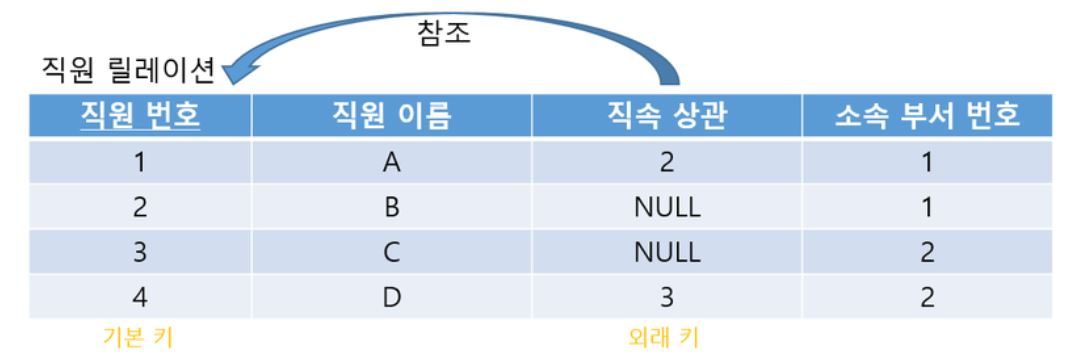 참조
직원 릴레이션
직원 번호 직원 이름 직속 상관 소속 부서 번호
1 A 2 1
2 B NULL 1
3 C NULL 2
4 D 3 2
기본 키 외래 키